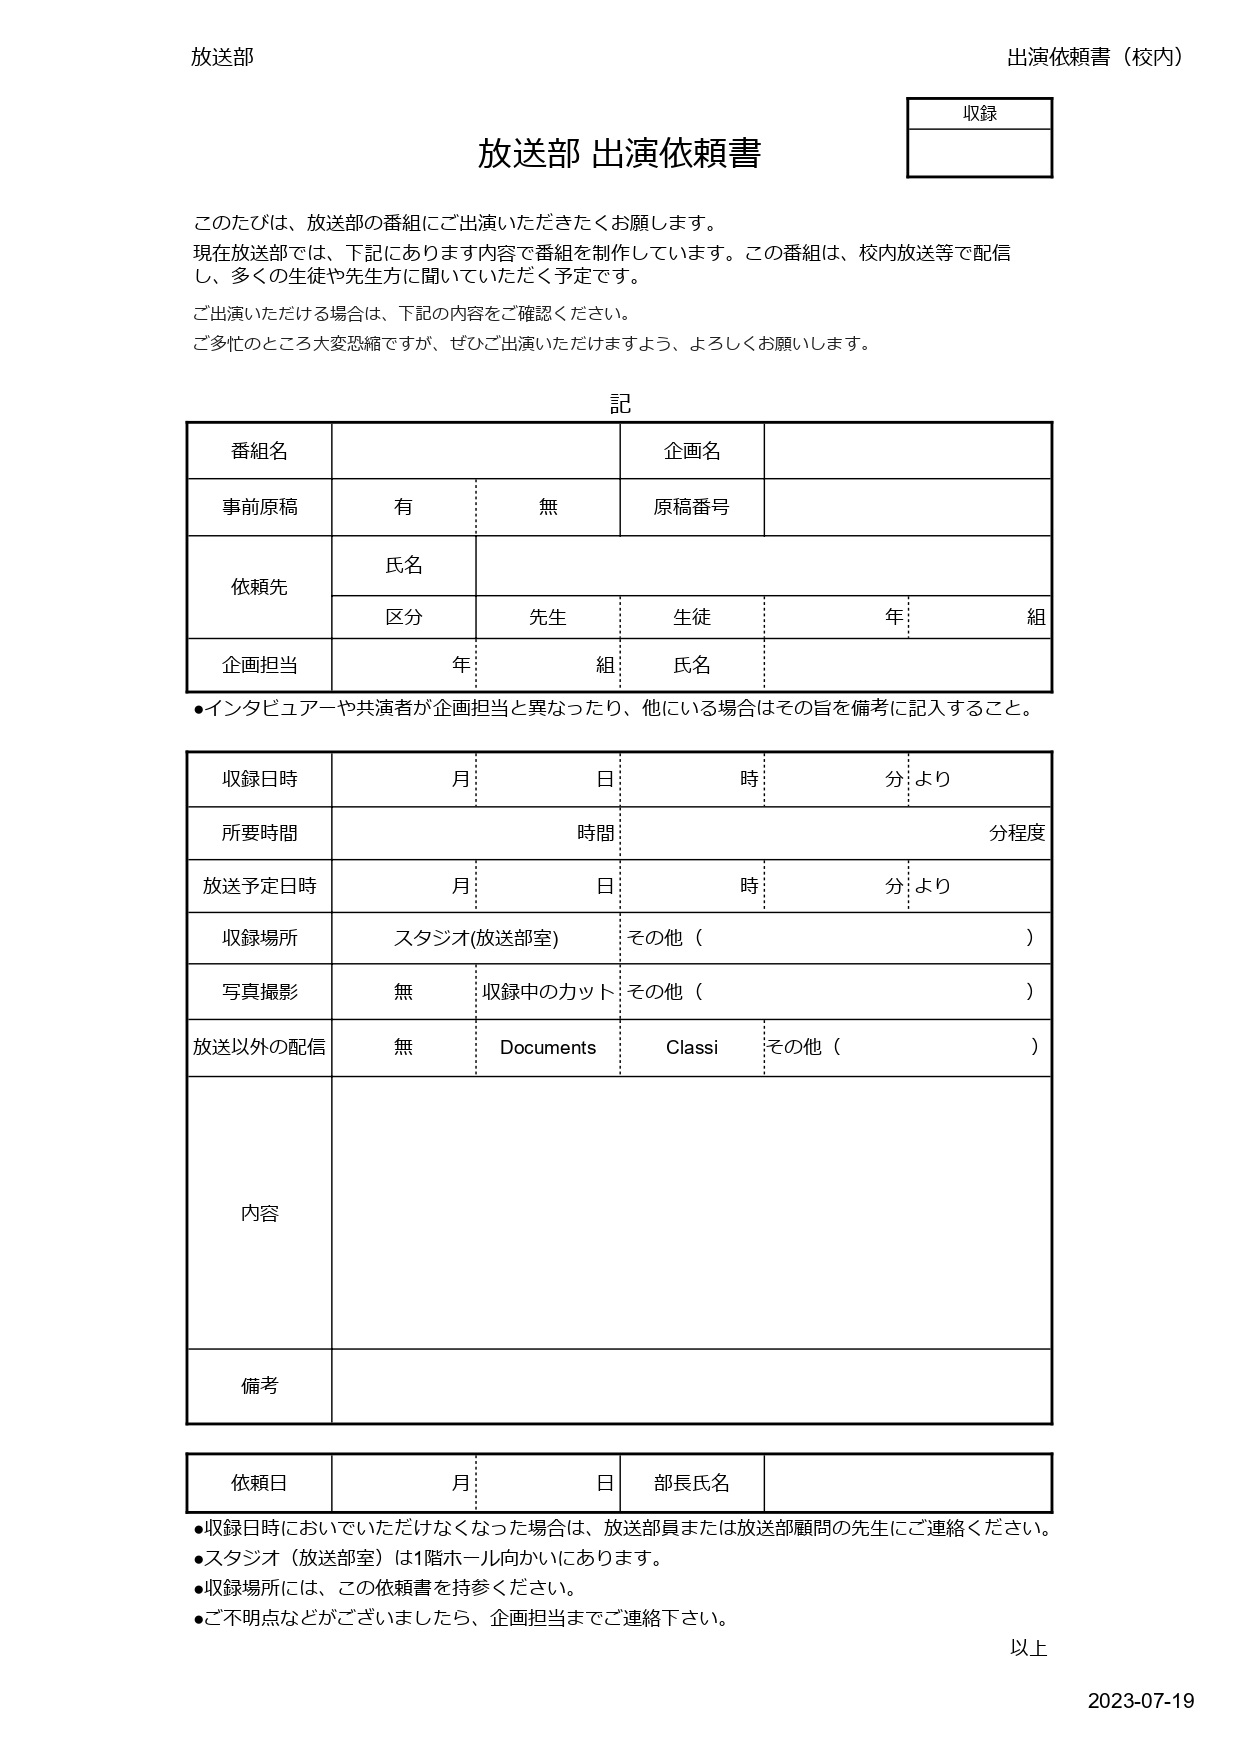 放送部 出演依頼書（校内）
収録
放送部 出演依頼書
このたびは、放送部の番組にご出演いただきたくお願します。
現在放送部では、下記にあります内容で番組を制作しています。この番組は、校内放送等で配信
し、多くの生徒や先生方に聞いていただく予定です。
ご出演いただける場合は、下記の内容をご確認ください。
ご多忙のところ大変恐縮ですが、ぜひご出演いただけますよう、よろしくお願いします。
記
番組名 企画名
事前原稿 有 無 原稿番号
依頼先 氏名
区分 先生 生徒 年 組
企画担当 年 組 氏名
●インタビュアーや共演者が企画担当と異なったり、他にいる場合はその旨を備考に記入すること。
収録日時 月 日 時 分 より
所要時間 時間 分程度
放送予定日時 月 日 時 分 より
収録場所 スタジオ(放送部室) その他（ ）
写真撮影 無 収録中のカット その他（ ）
放送以外の配信 無 Documents Classi その他（ ）
内容
備考
依頼日 月 日 部長氏名
●収録日時においでいただけなくなった場合は、放送部員または放送部顧問の先生にご連絡ください。
●スタジオ（放送部室）は1階ホール向かいにあります。
●収録場所には、この依頼書を持参ください。
●ご不明点などがございましたら、企画担当までご連絡下さい。
以上
2023-07-19